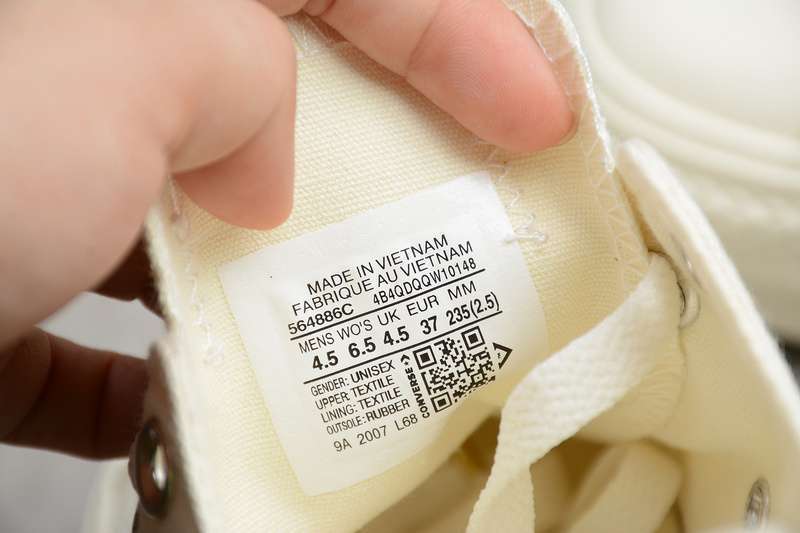 MADE IN VIETNAM
FABRIQUE AU VIETNAM
564886C 4B4QDQQW10148
MENS WO'S UK EUR MM
4.5 6.5 4.5 37 235(2.5)
GENDER: UNISEX
UPPER: TEXTILE
LINING: TEXTILE
OUTSOLE: RUBBER
9A 2007 L68
CONVERSE